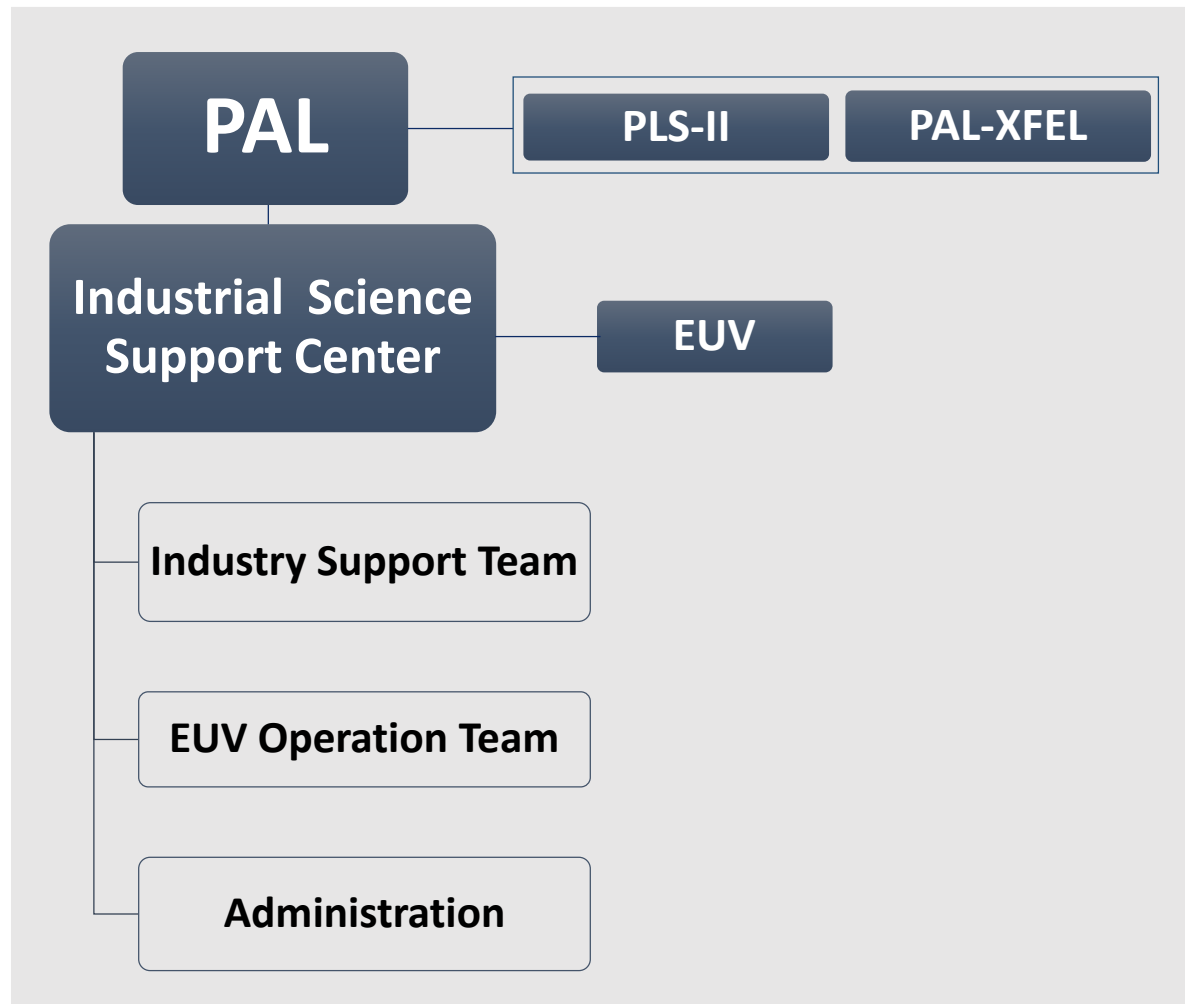 PAL
PLS-II
PAL-XFEL
Industrial Science
Support Center
EUV
Industry Support Team
EUV Operation Team
Administration